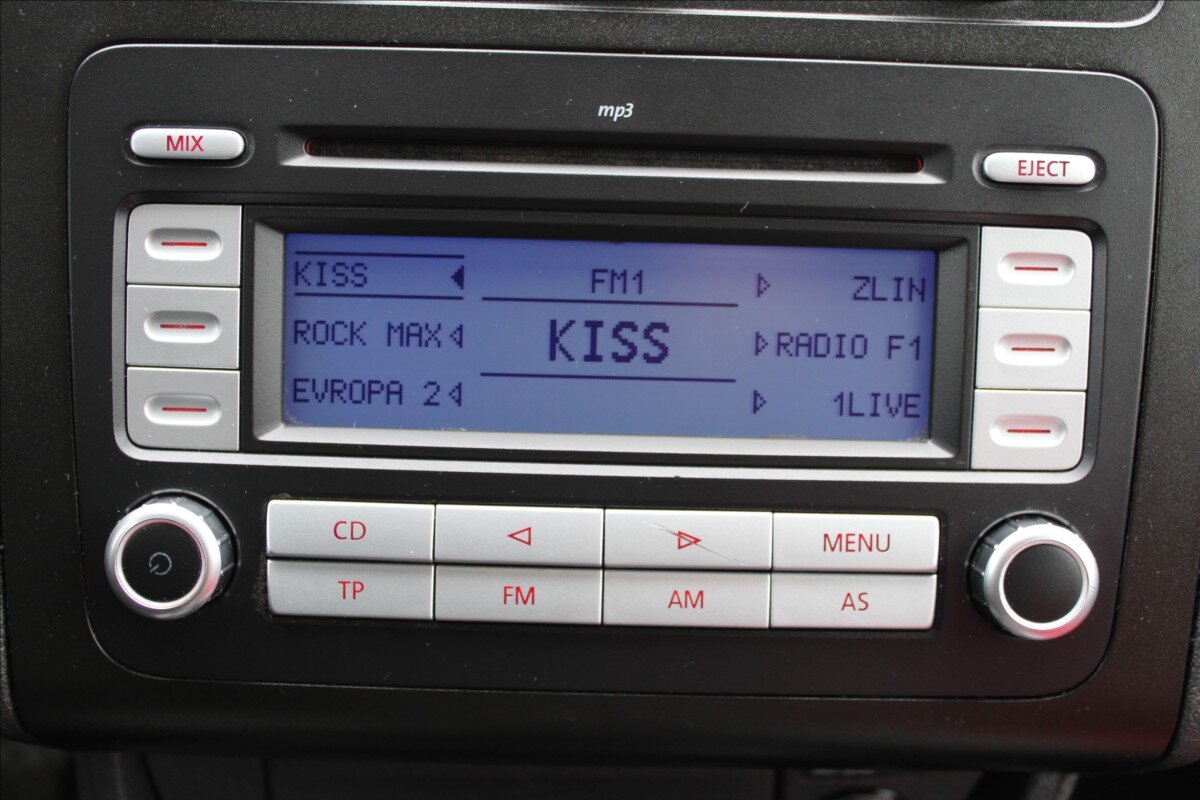 mp3
MIX
EJECT
KISS FM1 ZLIN
ROCK MAX KISS RADIO F1
EVROPA 2 1LIVE
CD MENU
TP FM AM AS